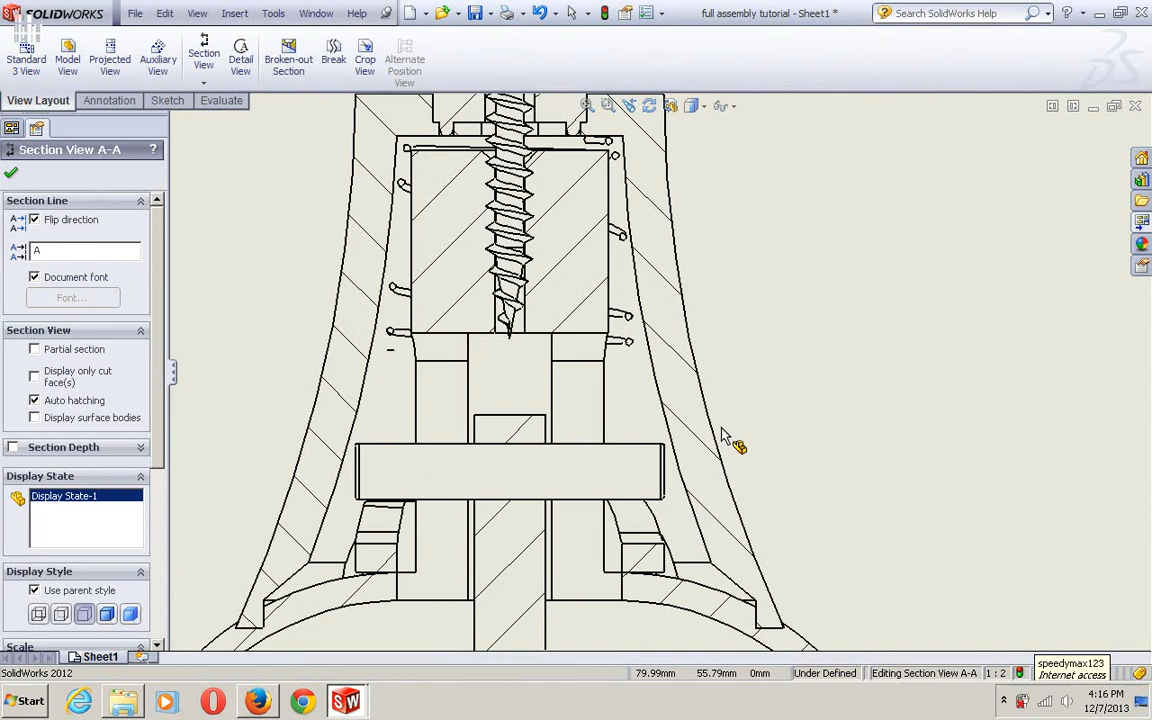 SOLIDWORKS File Edit View Insert Tools Window Help full assembly tutorial - Sheet1 * Search SolidWorks Help
Standard 3 View Model View Projected View Auxiliary View Section View Detail View Broken-out Section Break Crop View Alternate Position View
View Layout Annotation Sketch Evaluate
Section View A-A ?
Section Line
Flip direction
A
Document font
Font...
Section View
Partial section
Display only cut face(s)
Auto hatching
Display surface bodies
Section Depth
Display State
Display State-1
Display Style
Use parent style
Scale
Sheet1
SolidWorks 2012 79.99mm 55.79mm 0mm Under Defined Editing Section View A-A 1 : 2
speedymax123
Internet access
Start 4:16 PM
12/7/2013